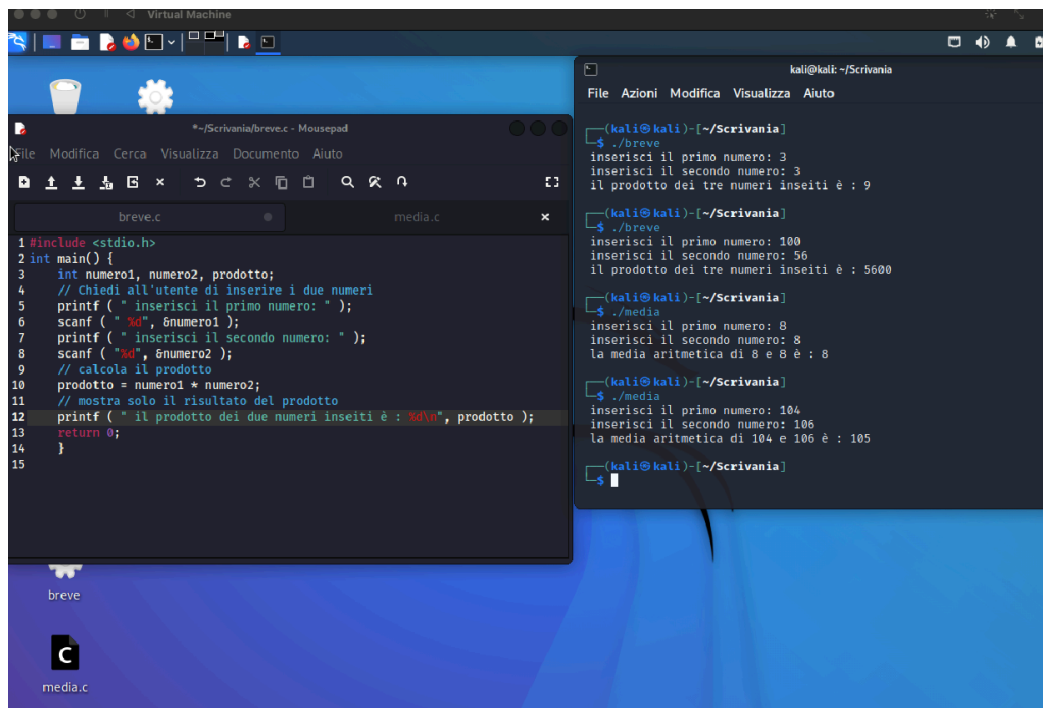 Virtual Machine
*~/Scrivania/breve.c - Mousepad
File Modifica Cerca Visualizza Documento Aiuto
breve.c
media.c
1 #include <stdio.h>
2 int main() {
3 int numero1, numero2, prodotto;
4 // Chiedi all'utente di inserire i due numeri
5 printf ( " inserisci il primo numero: " );
6 scanf ( " %d", &numero1 );
7 printf ( " inserisci il secondo numero: " );
8 scanf ( "%d", &numero2 );
9 // calcola il prodotto
10 prodotto = numero1 * numero2;
11 // mostra solo il risultato del prodotto
12 printf ( " il prodotto dei due numeri inseiti è : %d\n", prodotto );
13 return 0;
14 }
15
breve
C
media.c
kali@kali: ~/Scrivania
File Azioni Modifica Visualizza Aiuto
(kali㉿kali)-[~/Scrivania]
$ ./breve
inserisci il primo numero: 3
inserisci il secondo numero: 3
il prodotto dei tre numeri inseiti è : 9
(kali㉿kali)-[~/Scrivania]
$ ./breve
inserisci il primo numero: 100
inserisci il secondo numero: 56
il prodotto dei tre numeri inseiti è : 5600
(kali㉿kali)-[~/Scrivania]
$ ./media
inserisci il primo numero: 8
inserisci il secondo numero: 8
la media aritmetica di 8 e 8 è : 8
(kali㉿kali)-[~/Scrivania]
$ ./media
inserisci il primo numero: 104
inserisci il secondo numero: 106
la media aritmetica di 104 e 106 è : 105
(kali㉿kali)-[~/Scrivania]
$